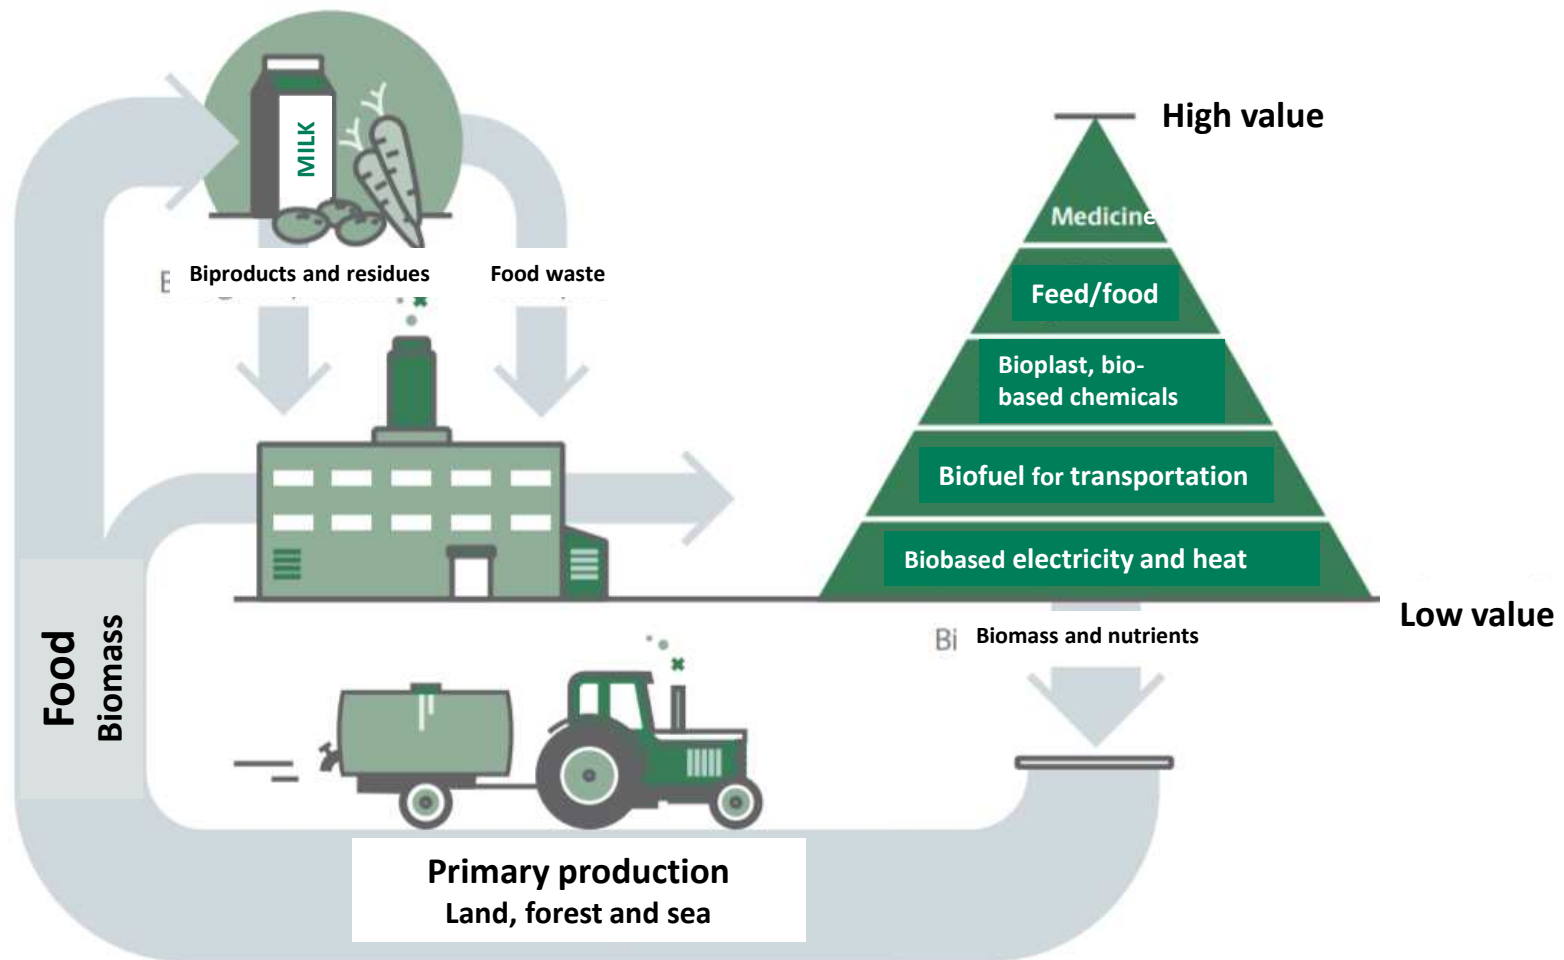 MILK
High value
Medicine
Biproducts and residues
Food waste
Feed/food
Bioplast, bio-
based chemicals
Biofuel for transportation
Biobased electricity and heat
Low value
Biomass and nutrients
Food
Biomass
Primary production
Land, forest and sea